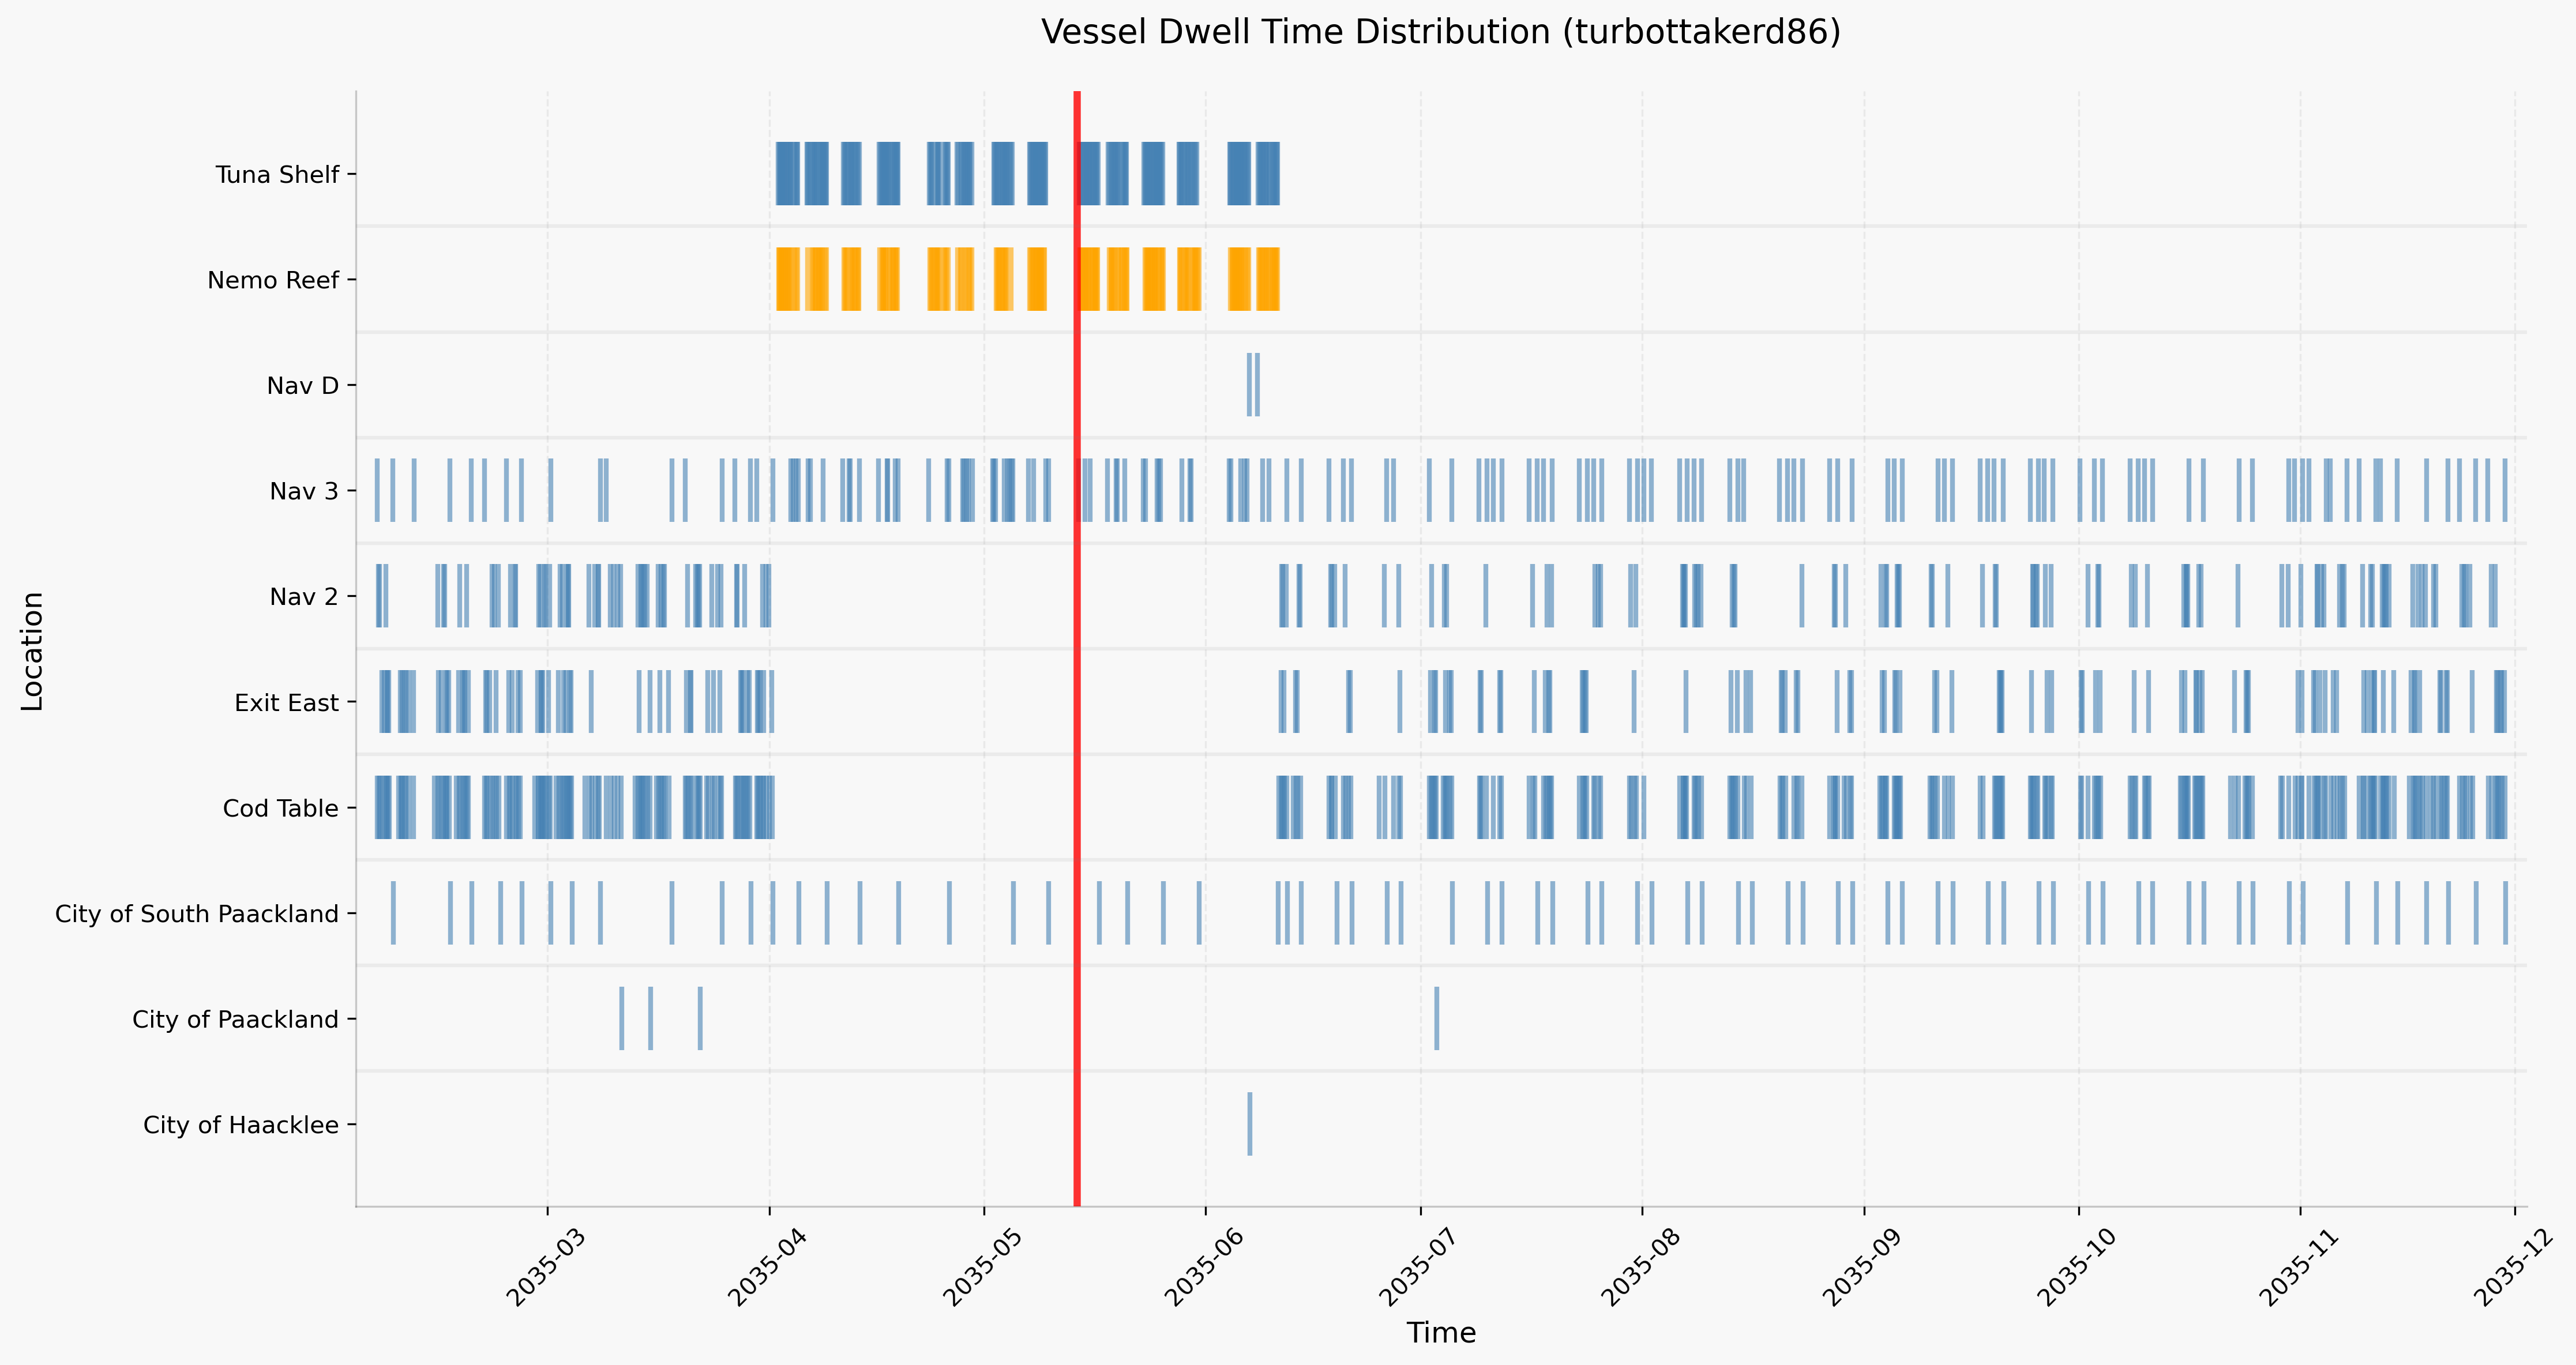 Vessel Dwell Time Distribution (turbottakerd86)
Location
Tuna Shelf
Nemo Reef
Nav D
Nav 3
Nav 2
Exit East
Cod Table
City of South Paackland
City of Paackland
City of Haacklee
2035-03
2035-04
2035-05
2035-06
2035-07
2035-08
2035-09
2035-10
2035-11
2035-12
Time